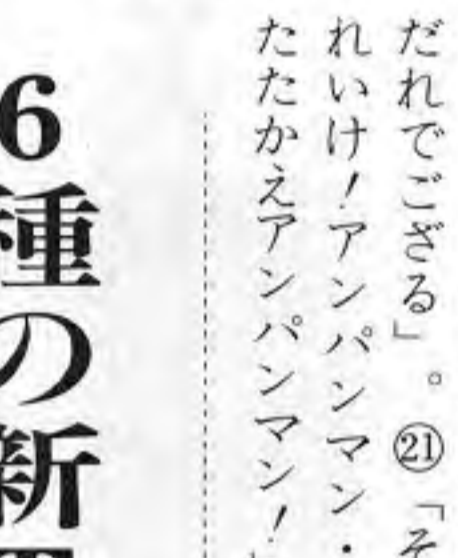 だれでござる」。㉑「そ
れいけ!アンパンマン・
たたかえアンパンマン!
6種の新